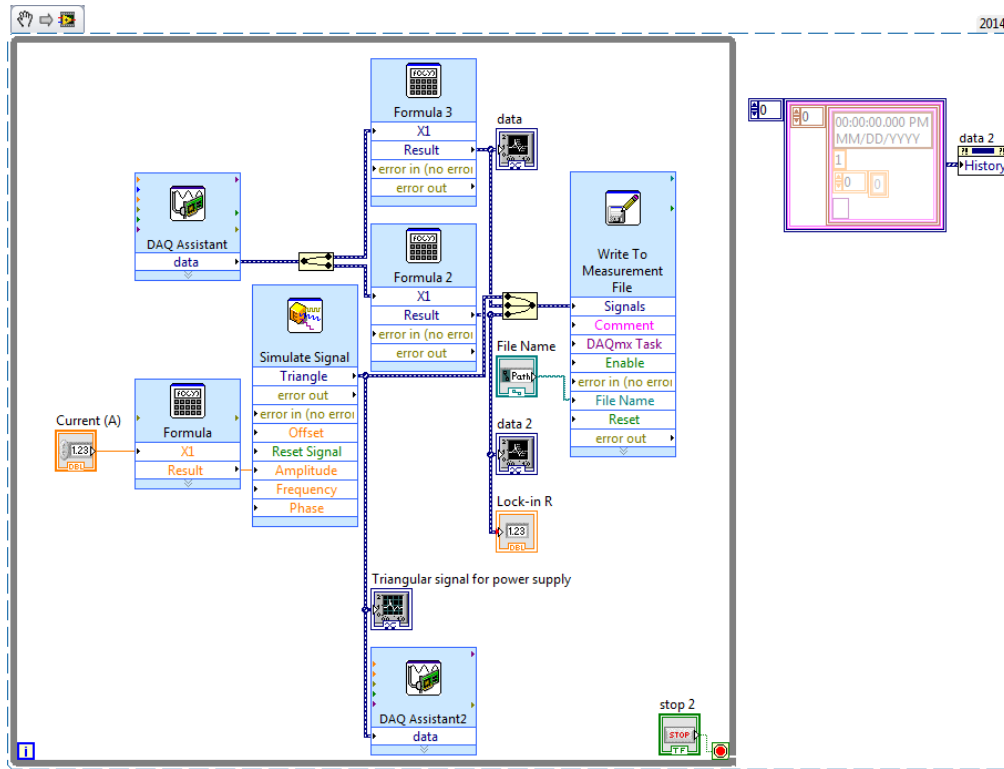 2014
Formula 3
X1
Result
error in (no erroi
error out
data
DAQ Assistant
data
Formula 2
X1
Result
error in (no erroi
error out
Simulate Signal
Triangle
error out
error in (no erroi
Offset
Reset Signal
Amplitude
Frequency
Phase
Current (A)
1.23
DBL
Formula
X1
Result
Write To
Measurement
File
Signals
Comment
DAQmx Task
Enable
error in (no erroi
File Name
Reset
error out
File Name
Path
data 2
Lock-in R
1.23
DBL
Triangular signal for power supply
DAQ Assistant2
data
stop 2
STOP
TF
i
0
0
00:00:00.000 PM
MM/DD/YYYY
1
0
0
data 2
History